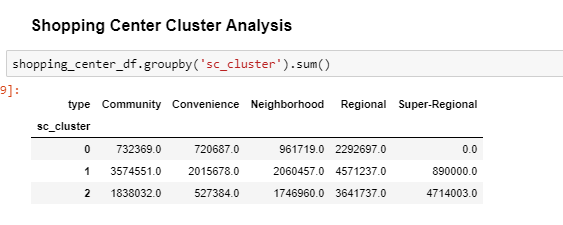 Shopping Center Cluster Analysis
shopping_center_df.groupby('sc_cluster').sum()
9]:
type Community Convenience Neighborhood Regional Super-Regional
sc_cluster
0 732369.0 720687.0 961719.0 2292697.0 0.0
1 3574551.0 2015678.0 2060457.0 4571237.0 890000.0
2 1838032.0 527384.0 1746960.0 3641737.0 4714003.0